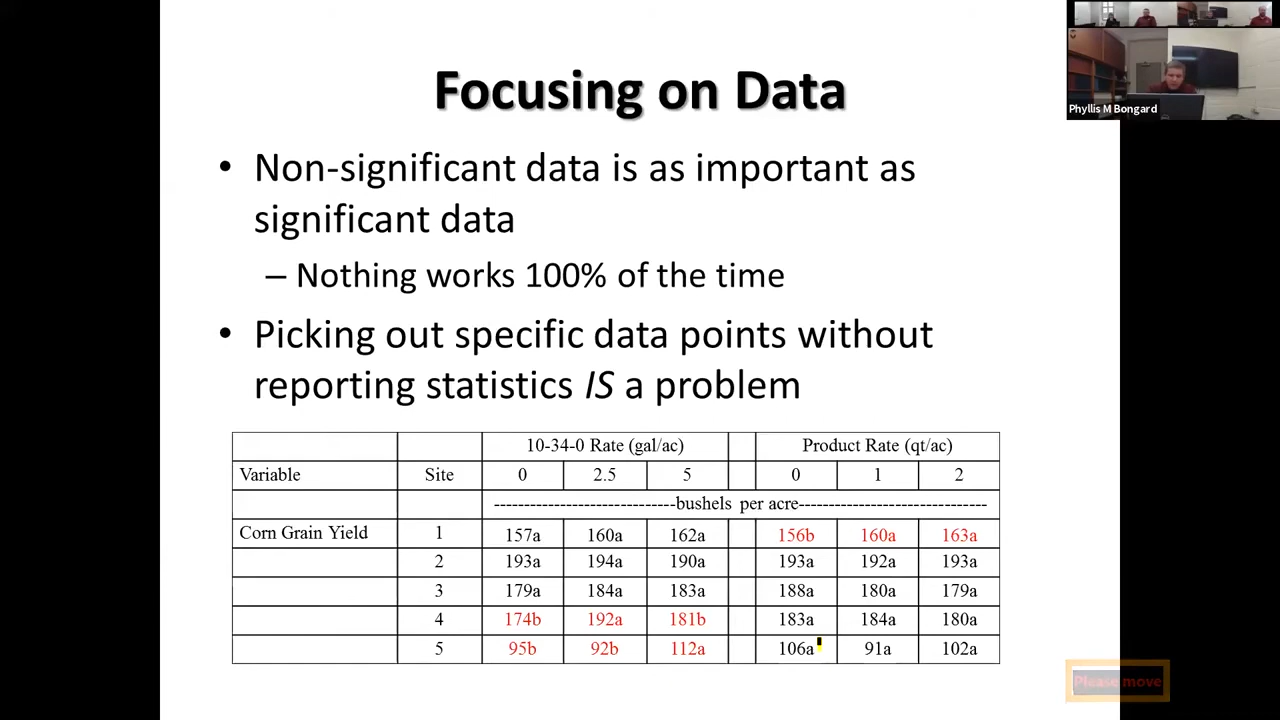 Focusing on Data
• Non-significant data is as important as
significant data
– Nothing works 100% of the time
• Picking out specific data points without
reporting statistics IS a problem
10-34-0 Rate (gal/ac) Product Rate (qt/ac)
Variable Site 0 2.5 5 0 1 2
-----------------------------bushels per acre------------------------------
Corn Grain Yield 1 157a 160a 162a 156b 160a 163a
2 193a 194a 190a 193a 192a 193a
3 179a 184a 183a 188a 180a 179a
4 174b 192a 181b 183a 184a 180a
5 95b 92b 112a 106a 91a 102a
Phyllis M Bongard
Please move